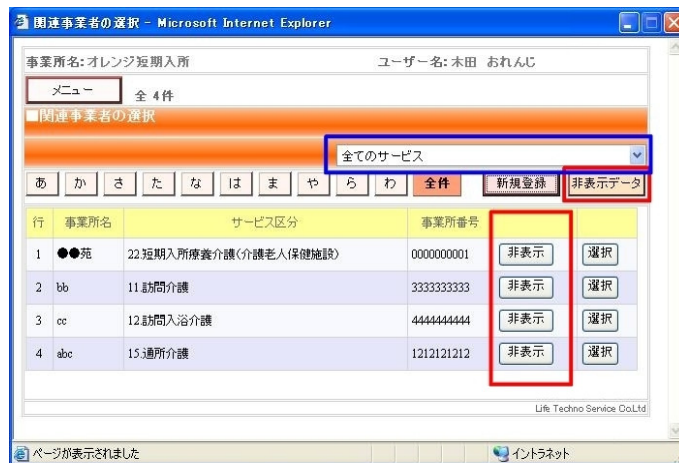 関連事業者の選択 - Microsoft Internet Explorer
事業所名:オレンジ短期入所 ユーザー名:木田 おれんじ
メニュー 全 4件
■関連事業者の選択
全てのサービス
あ か さ た な は ま や ら わ 全件 新規登録 非表示データ
行 事業所名 サービス区分 事業所番号
1 ●●苑 22.短期入所療養介護(介護老人保健施設) 0000000001 非表示 選択
2 bb 11.訪問介護 3333333333 非表示 選択
3 cc 12.訪問入浴介護 4444444444 非表示 選択
4 abc 15.通所介護 1212121212 非表示 選択
Life Techno Service Co.Ltd
ページが表示されました イントラネット